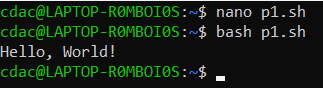 cdac@LAPTOP-R0MBOI0S:~$ nano p1.sh
cdac@LAPTOP-R0MBOI0S:~$ bash p1.sh
Hello, World!
cdac@LAPTOP-R0MBOI0S:~$